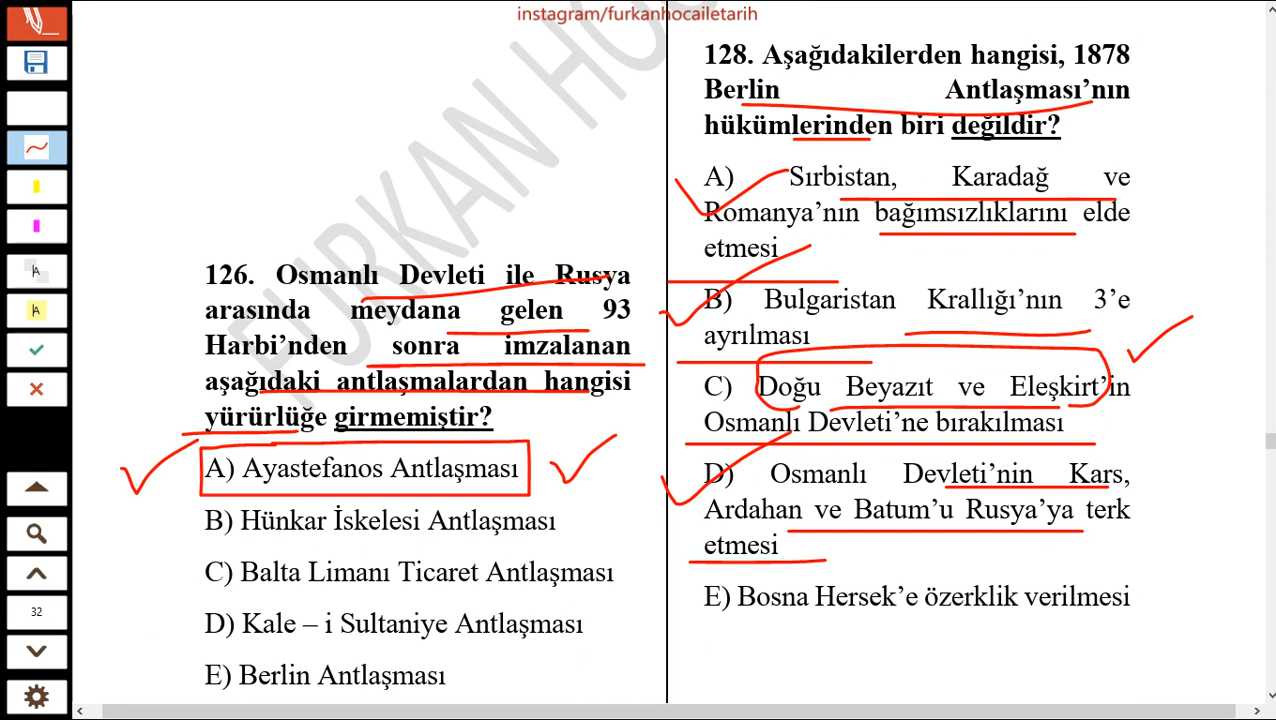 instagram/furkanhocailetarih
FURKAN HO
126. Osmanlı Devleti ile Rusya
arasında meydana gelen 93
Harbi’nden sonra imzalanan
aşağıdaki antlaşmalardan hangisi
yürürlüğe girmemiştir?
A) Ayastefanos Antlaşması
B) Hünkar İskelesi Antlaşması
C) Balta Limanı Ticaret Antlaşması
D) Kale – i Sultaniye Antlaşması
E) Berlin Antlaşması
128. Aşağıdakilerden hangisi, 1878
Berlin Antlaşması’nın
hükümlerinden biri değildir?
A) Sırbistan, Karadağ ve
Romanya’nın bağımsızlıklarını elde
etmesi
B) Bulgaristan Krallığı’nın 3’e
ayrılması
C) Doğu Beyazıt ve Eleşkirt’in
Osmanlı Devleti’ne bırakılması
D) Osmanlı Devleti’nin Kars,
Ardahan ve Batum’u Rusya’ya terk
etmesi
E) Bosna Hersek’e özerklik verilmesi
32